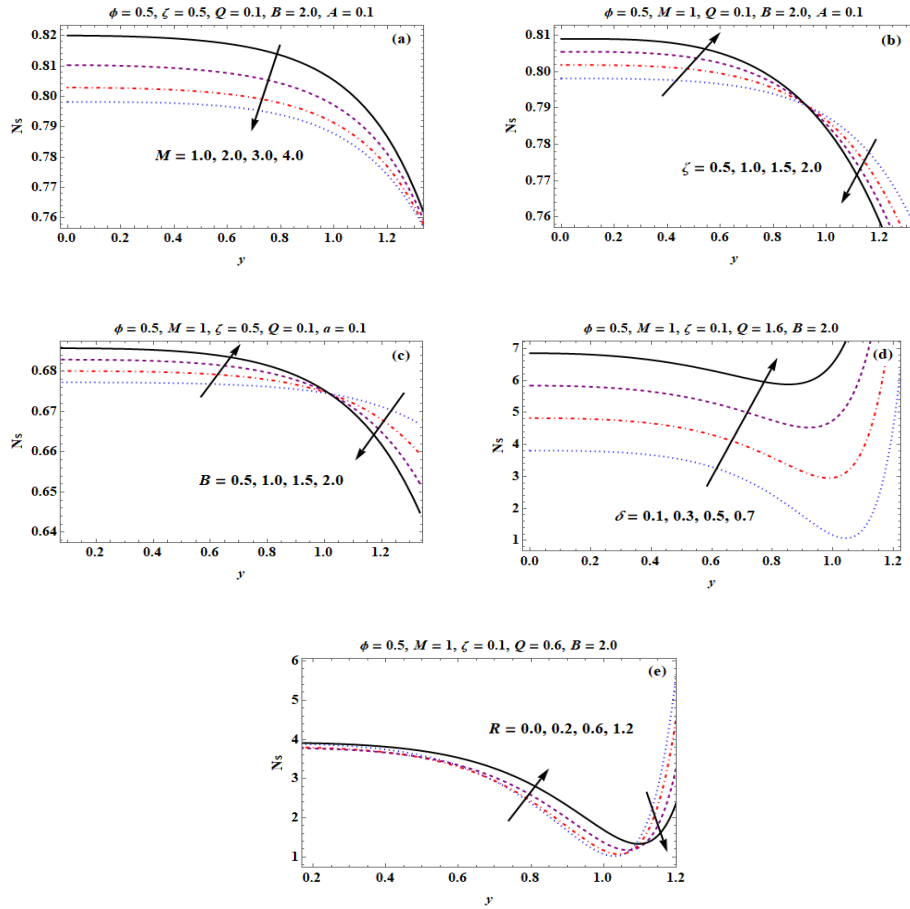 ϕ = 0.5, ζ = 0.5, Q = 0.1, B = 2.0, A = 0.1
(a)
0.82
0.81
0.80
0.79
0.78
0.77
0.76
Ns
M = 1.0, 2.0, 3.0, 4.0
0.0 0.2 0.4 0.6 0.8 1.0 1.2
y
ϕ = 0.5, M = 1, Q = 0.1, B = 2.0, A = 0.1
(b)
0.81
0.80
0.79
0.78
0.77
0.76
Ns
ζ = 0.5, 1.0, 1.5, 2.0
0.0 0.2 0.4 0.6 0.8 1.0 1.2
y
ϕ = 0.5, M = 1, ζ = 0.5, Q = 0.1, a = 0.1
(c)
0.68
0.67
0.66
0.65
0.64
Ns
B = 0.5, 1.0, 1.5, 2.0
0.2 0.4 0.6 0.8 1.0 1.2
y
ϕ = 0.5, M = 1, ζ = 0.1, Q = 1.6, B = 2.0
(d)
7
6
5
4
3
2
1
Ns
δ = 0.1, 0.3, 0.5, 0.7
0.0 0.2 0.4 0.6 0.8 1.0 1.2
y
ϕ = 0.5, M = 1, ζ = 0.1, Q = 0.6, B = 2.0
(e)
6
5
4
3
2
1
Ns
R = 0.0, 0.2, 0.6, 1.2
0.2 0.4 0.6 0.8 1.0 1.2
y